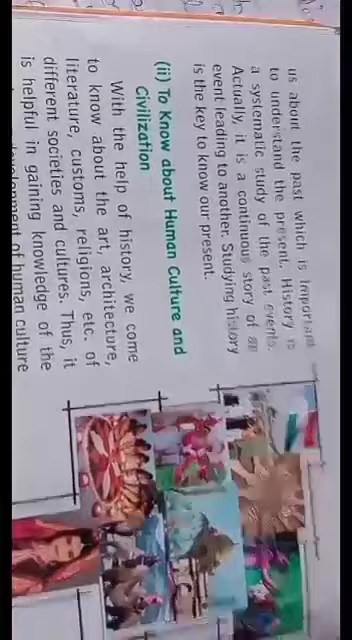 us about the past which is important
to understand the present. History is
a systematic study of the past events.
Actually, it is a continuous story of an
event leading to another. Studying history
is the key to know our present.
(ii) To Know about Human Culture and
Civilization
With the help of history, we come
to know about the art, architecture,
literature, customs, religions, etc. of
different societies and cultures. Thus, it
is helpful in gaining knowledge of the
development of human culture